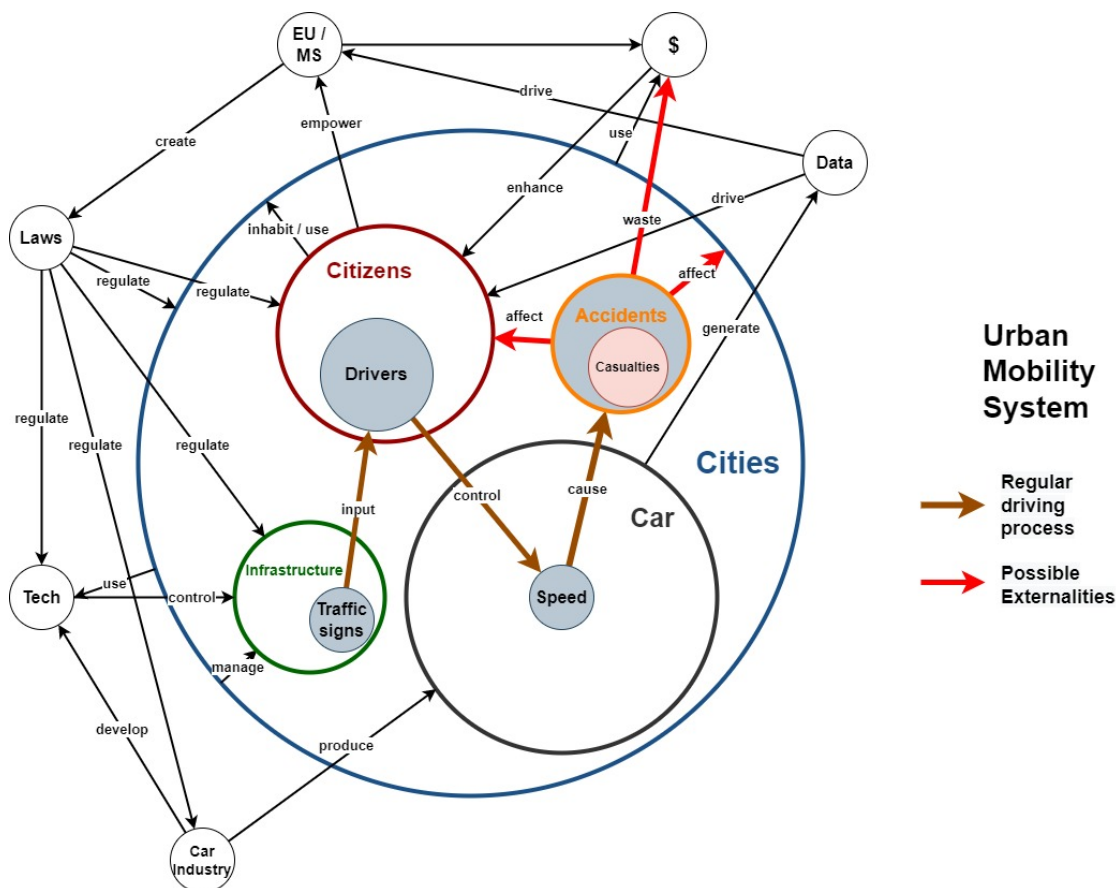 EU /
MS
$
drive
empower
create
use
Data
enhance
drive
waste
Laws
inhabit / use
regulate
regulate
Citizens
affect
affect
Accidents
generate
Casualties
Drivers
Urban
Mobility
System
regulate
regulate
regulate
Cities
control
cause
Car
input
Regular
driving
process
Infrastructure
Possible
Externalities
Tech
use
control
Traffic
signs
Speed
manage
develop
produce
Car
Industry